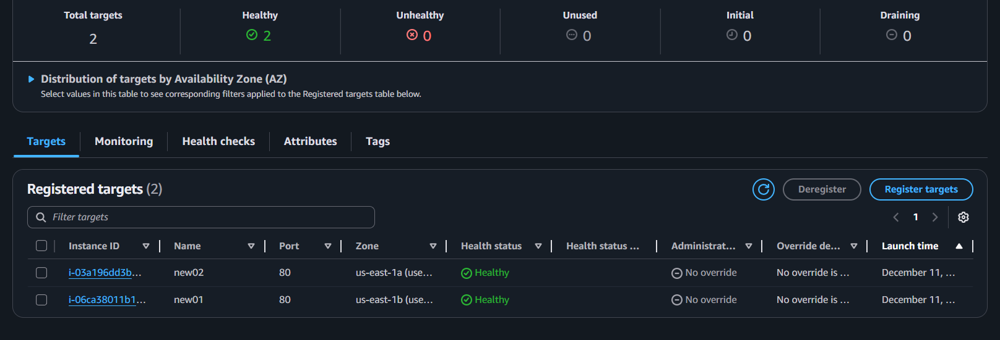 Total targets Healthy Unhealthy Unused Initial Draining
2 2 0 0 0 0
Distribution of targets by Availability Zone (AZ)
Select values in this table to see corresponding filters applied to the Registered targets table below.
Targets Monitoring Health checks Attributes Tags
Registered targets (2) Deregister Register targets
Filter targets 1
Instance ID Name Port Zone Health status Health status ... Administrat... Override de... Launch time
i-03a196dd3b... new02 80 us-east-1a (use... Healthy No override No override is ... December 11, ...
i-06ca38011b1... new01 80 us-east-1b (use... Healthy No override No override is ... December 11, ...